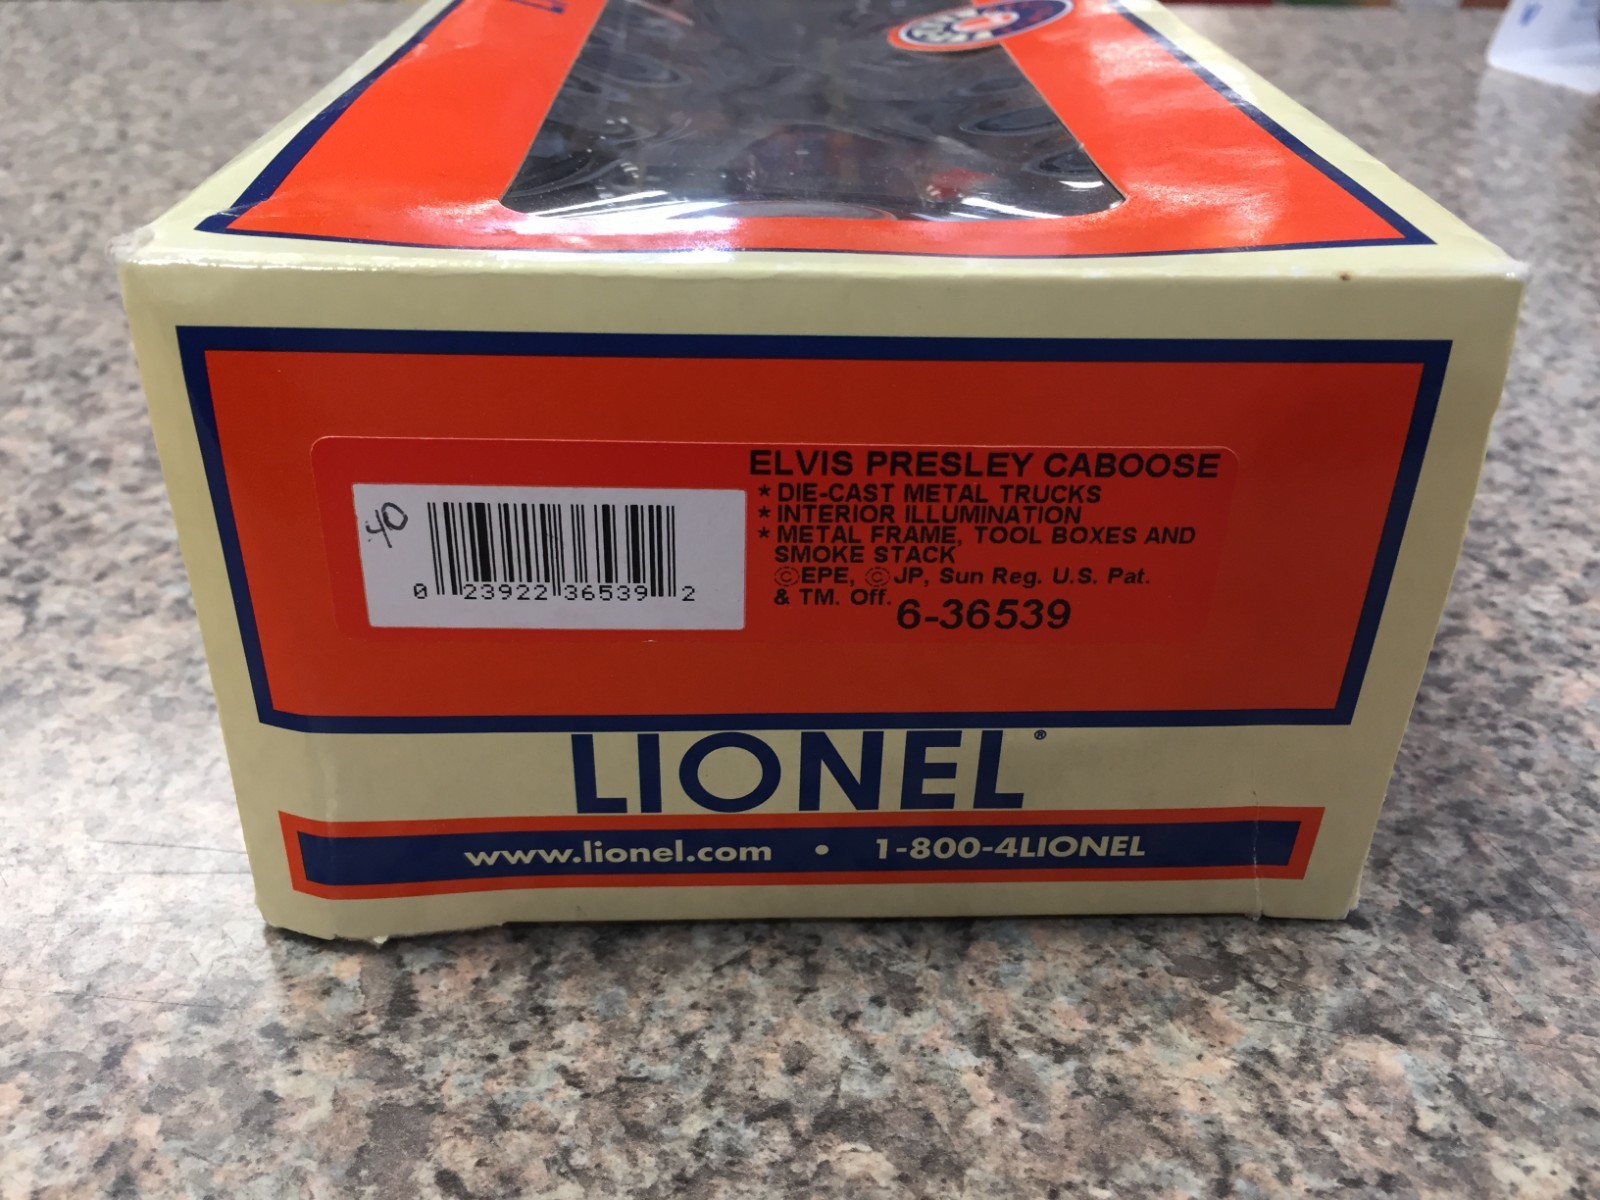 ELVIS PRESLEY CABOOSE
* DIE-CAST METAL TRUCKS
* INTERIOR ILLUMINATION
* METAL FRAME, TOOL BOXES AND
SMOKE STACK
©EPE, ©JP, Sun Reg. U.S. Pat.
& TM. Off. 6-36539
40
0 23922 36539 2
LIONEL®
www.lionel.com • 1-800-4LIONEL